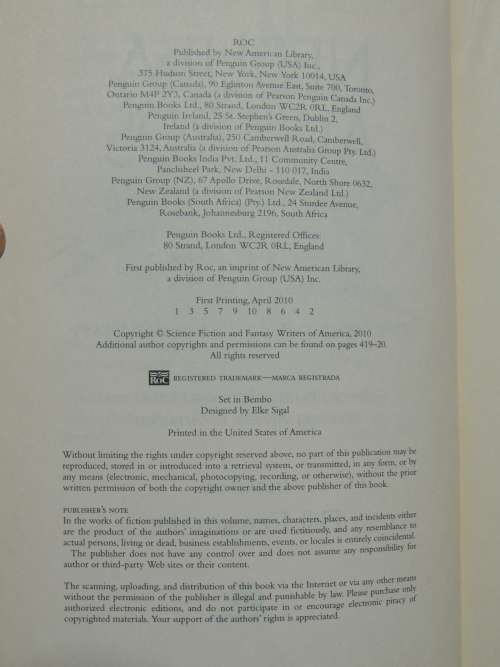 ROC
Published by New American Library,
a division of Penguin Group (USA) Inc.,
375 Hudson Street, New York, New York 10014, USA
Penguin Group (Canada), 90 Eglinton Avenue East, Suite 700, Toronto,
Ontario M4P 2Y3, Canada (a division of Pearson Penguin Canada Inc.)
Penguin Books Ltd., 80 Strand, London WC2R 0RL, England
Penguin Ireland, 25 St. Stephen's Green, Dublin 2,
Ireland (a division of Penguin Books Ltd.)
Penguin Group (Australia), 250 Camberwell Road, Camberwell,
Victoria 3124, Australia (a division of Pearson Australia Group Pty. Ltd.)
Penguin Books India Pvt. Ltd., 11 Community Centre,
Panchsheel Park, New Delhi - 110 017, India
Penguin Group (NZ), 67 Apollo Drive, Rosedale, North Shore 0632,
New Zealand (a division of Pearson New Zealand Ltd.)
Penguin Books (South Africa) (Pty.) Ltd., 24 Sturdee Avenue,
Rosebank, Johannesburg 2196, South Africa
Penguin Books Ltd., Registered Offices:
80 Strand, London WC2R 0RL, England
First published by Roc, an imprint of New American Library,
a division of Penguin Group (USA) Inc.
First Printing, April 2010
1 3 5 7 9 10 8 6 4 2
Copyright © Science Fiction and Fantasy Writers of America, 2010
Additional author copyrights and permissions can be found on pages 419–20.
All rights reserved
ROC REGISTERED TRADEMARK—MARCA REGISTRADA
Set in Bembo
Designed by Elke Sigal
Printed in the United States of America
Without limiting the rights under copyright reserved above, no part of this publication may be
reproduced, stored in or introduced into a retrieval system, or transmitted, in any form, or by
any means (electronic, mechanical, photocopying, recording, or otherwise), without the prior
written permission of both the copyright owner and the above publisher of this book.
PUBLISHER'S NOTE
In the works of fiction published in this volume, names, characters, places, and incidents either
are the product of the authors' imaginations or are used fictitiously, and any resemblance to
actual persons, living or dead, business establishments, events, or locales is entirely coincidental.
The publisher does not have any control over and does not assume any responsibility for
author or third-party Web sites or their content.
The scanning, uploading, and distribution of this book via the Internet or via any other means
without the permission of the publisher is illegal and punishable by law. Please purchase only
authorized electronic editions, and do not participate in or encourage electronic piracy of
copyrighted materials. Your support of the authors' rights is appreciated.